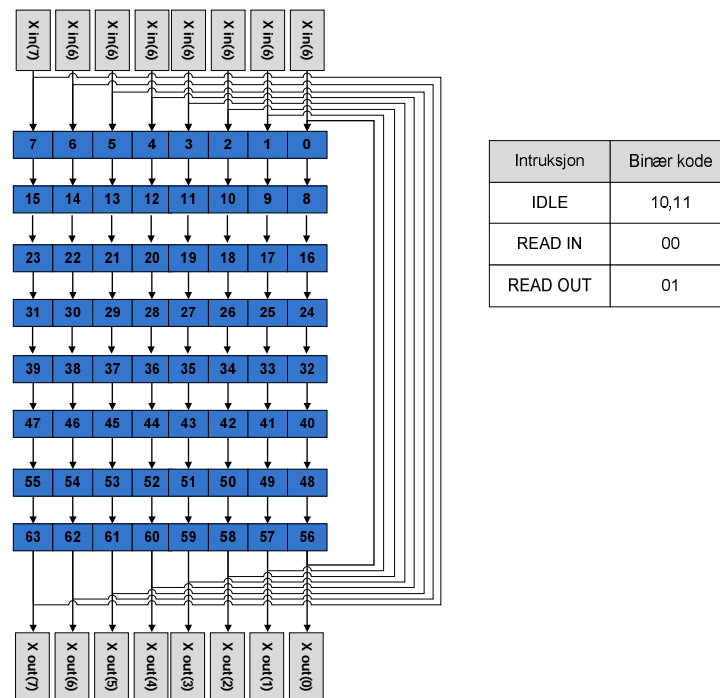 X in(7) X in(6) X in(6) X in(6) X in(6) X in(6) X in(6) X in(6)
7 6 5 4 3 2 1 0
15 14 13 12 11 10 9 8
23 22 21 20 19 18 17 16
31 30 29 28 27 26 25 24
39 38 37 36 35 34 33 32
47 46 45 44 43 42 41 40
55 54 53 52 51 50 49 48
63 62 61 60 59 58 57 56
X out(7) X out(6) X out(5) X out(4) X out(3) X out(2) X out(1) X out(0)
Intruksjon Binær kode
IDLE 10,11
READ IN 00
READ OUT 01